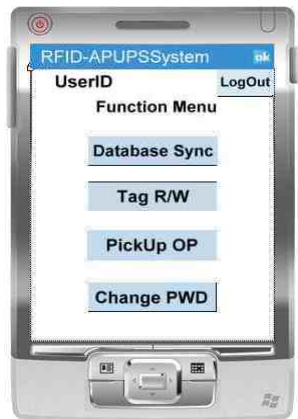 RFID-APUPSSystem ok
UserID LogOut
Function Menu
Database Sync
Tag R/W
PickUp OP
Change PWD